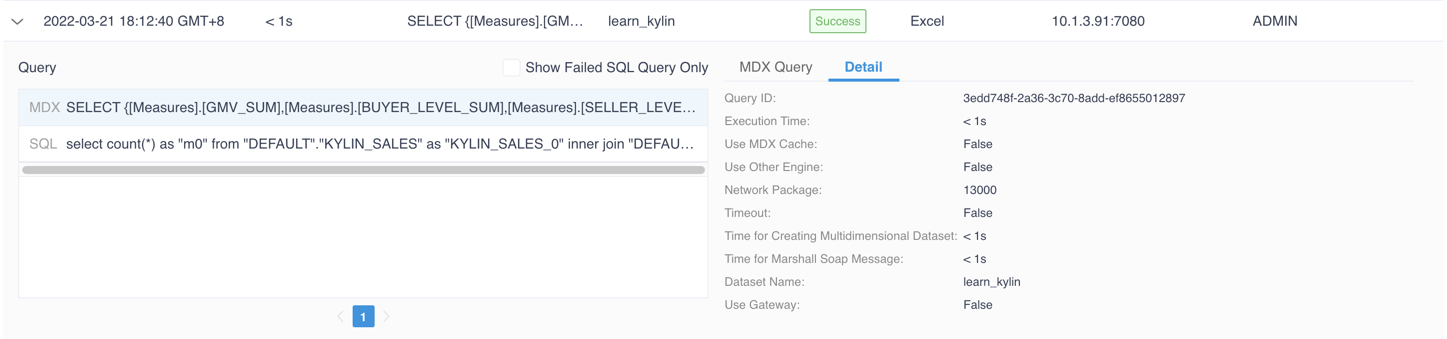 2022-03-21 18:12:40 GMT+8 < 1s SELECT {[Measures].[GM... learn_kylin Success Excel 10.1.3.91:7080 ADMIN
Query Show Failed SQL Query Only
MDX SELECT {[Measures].[GMV_SUM],[Measures].[BUYER_LEVEL_SUM],[Measures].[SELLER_LEVE...
SQL select count(*) as "m0" from "DEFAULT"."KYLIN_SALES" as "KYLIN_SALES_0" inner join "DEFAU...
1
MDX Query Detail
Query ID: 3edd748f-2a36-3c70-8add-ef8655012897
Execution Time: < 1s
Use MDX Cache: False
Use Other Engine: False
Network Package: 13000
Timeout: False
Time for Creating Multidimensional Dataset: < 1s
Time for Marshall Soap Message: < 1s
Dataset Name: learn_kylin
Use Gateway: False